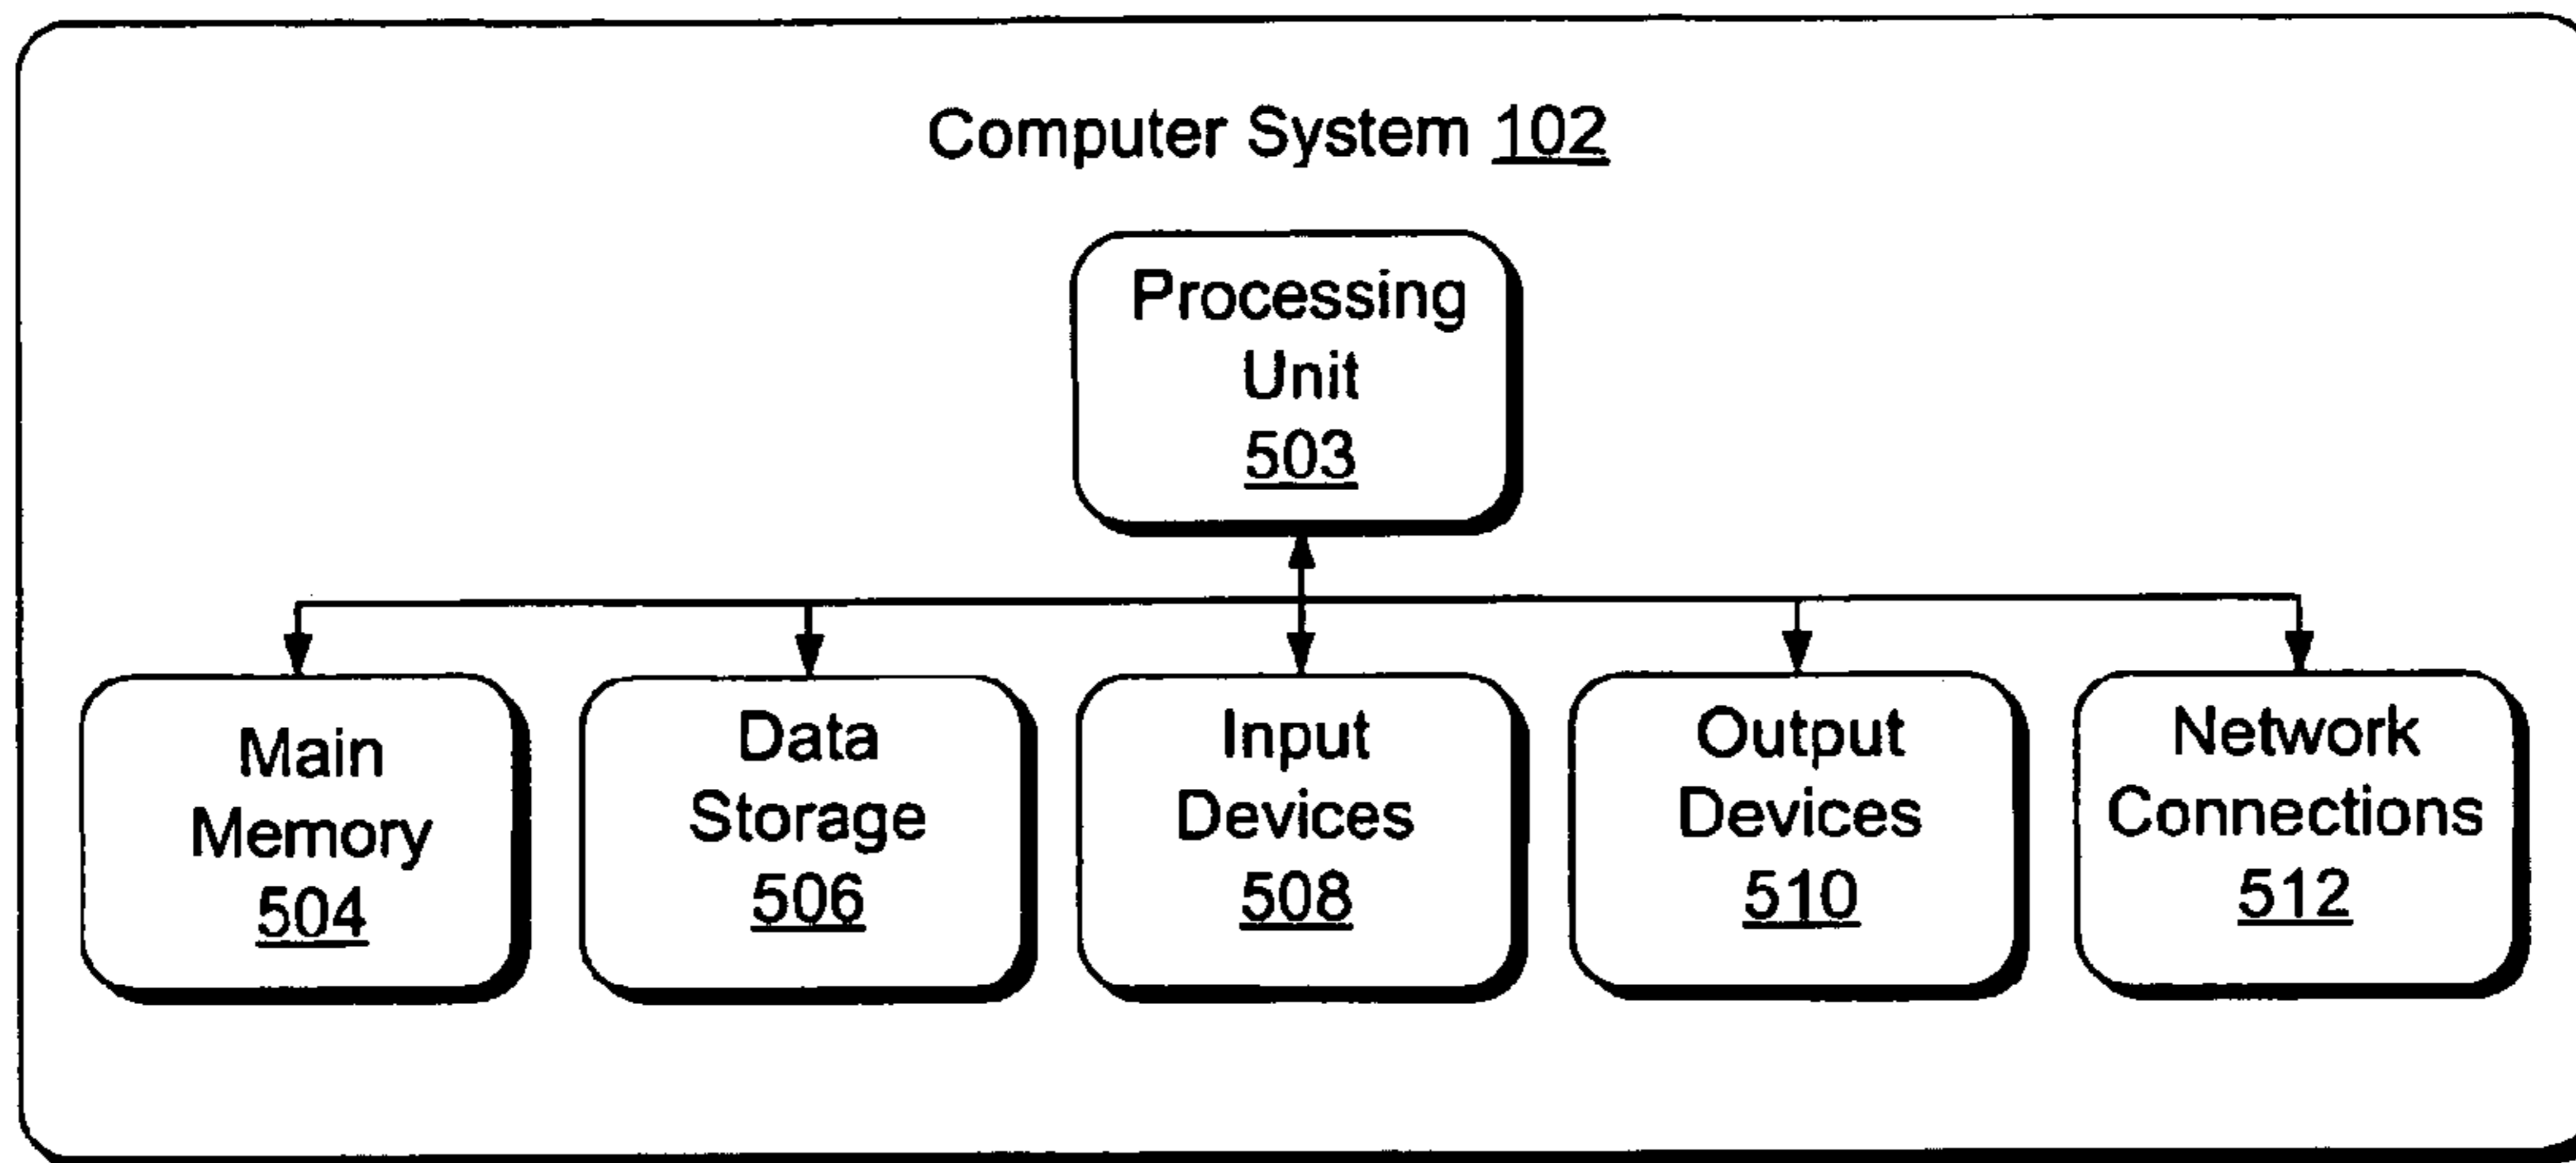 Computer System 102
Processing
Unit
503
Main
Memory
504
Data
Storage
506
Input
Devices
508
Output
Devices
510
Network
Connections
512